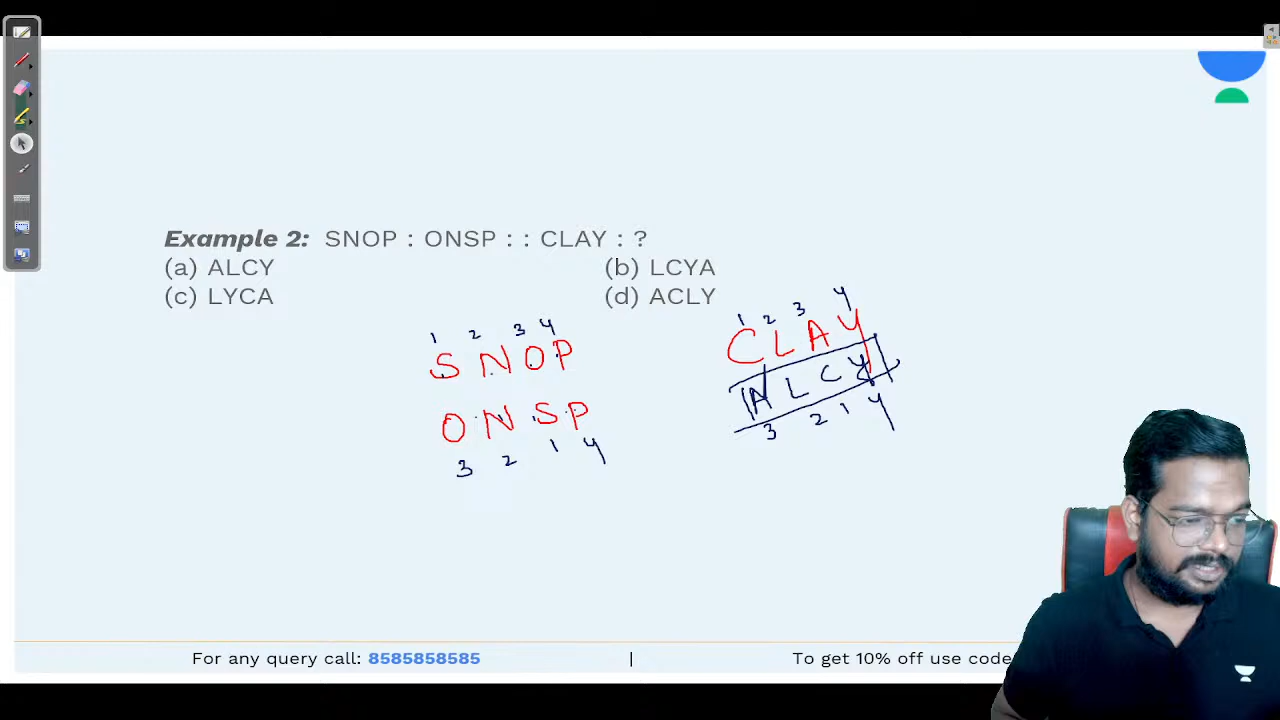 Example 2: SNOP : ONSP : : CLAY : ?
(a) ALCY
(b) LCYA
(c) LYCA
(d) ACLY
1 2 3 4
SNOP
ONSP
3 2 1 4
1 2 3 4
CLAY
ALCY
3 2 1 4
For any query call: 8585858585 | To get 10% off use code